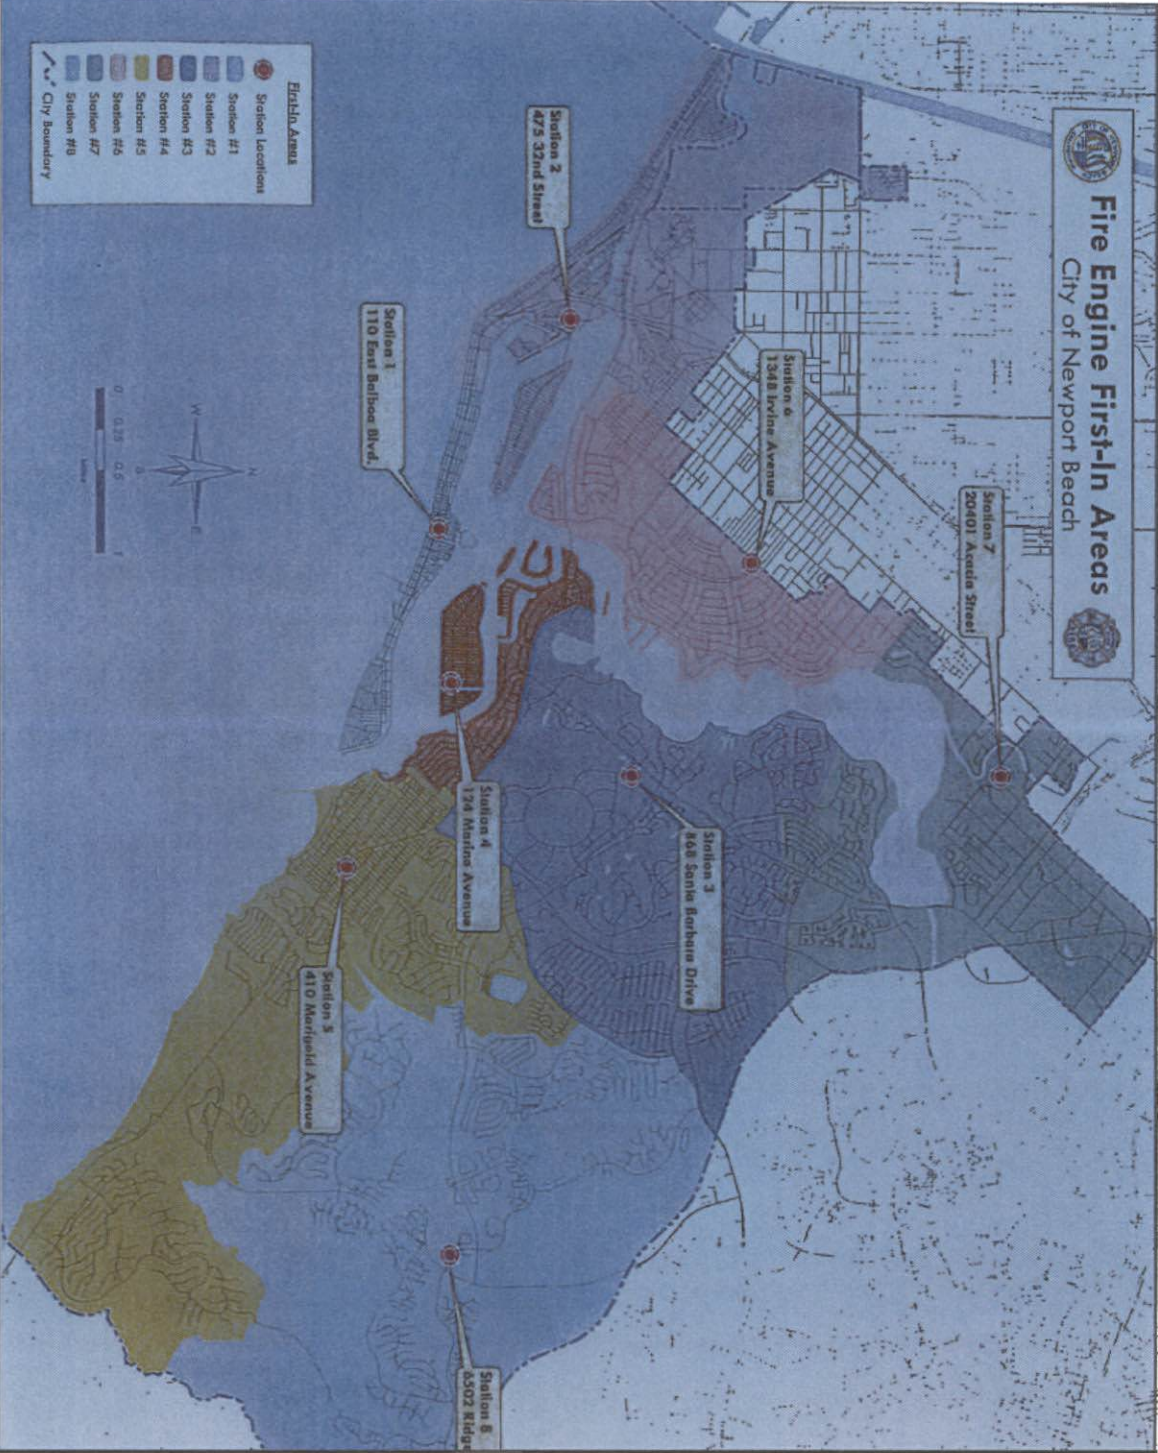 Fire Engine First-In Areas
City of Newport Beach
Station 7
20401 Acacia Street
Station 6
1348 Irvine Avenue
Station 2
475 32nd Street
Station 3
868 Santa Barbara Drive
Station 1
110 East Balboa Blvd.
Station 4
124 Marina Avenue
Station 8
6502 Ridge
Station 5
410 Marigold Avenue
First-In Areas
Station Locations
Station #1
Station #2
Station #3
Station #4
Station #5
Station #6
Station #7
Station #8
City Boundary
N
W
E
S
0 0.25 0.5 1
Miles